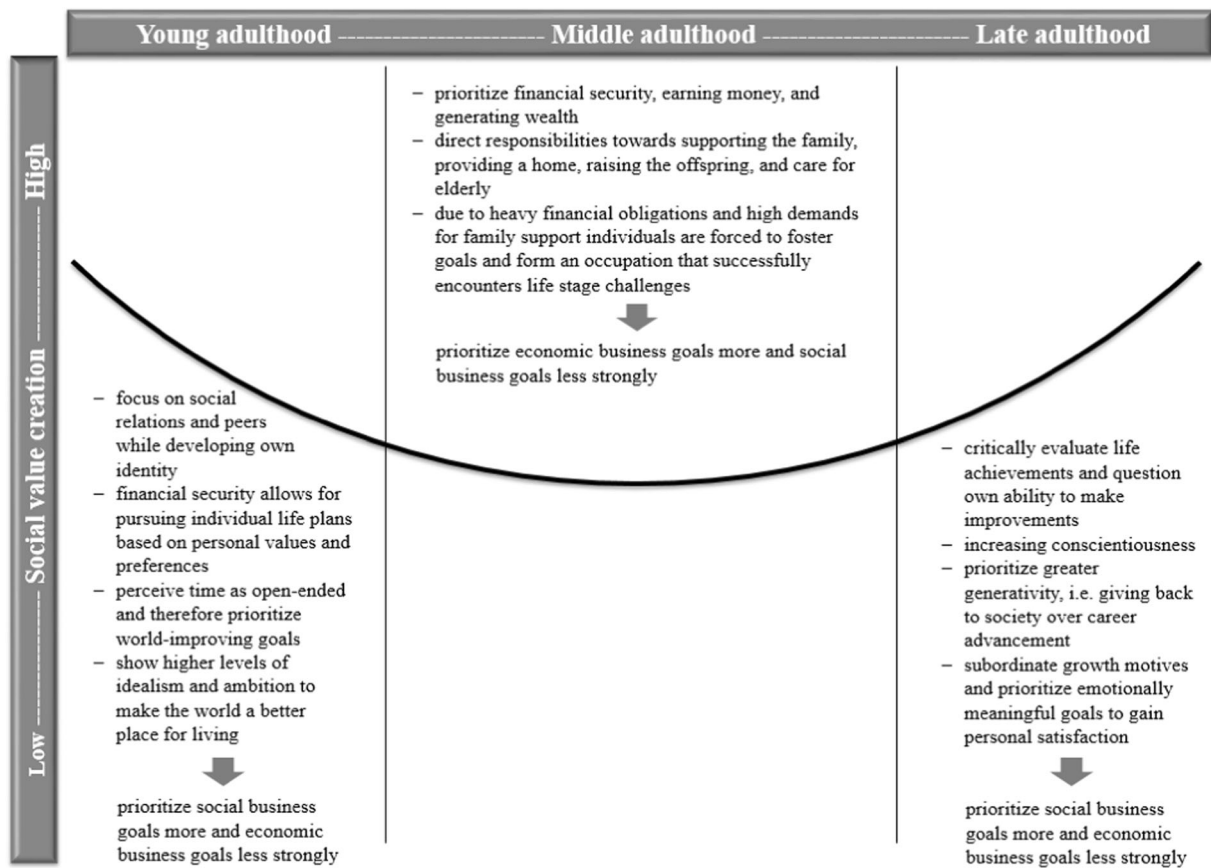 Young adulthood ---------------------- Middle adulthood ---------------------- Late adulthood
Low ---------- Social value creation ---------- High
– focus on social
relations and peers
while developing own
identity
– financial security allows for
pursuing individual life plans
based on personal values and
preferences
– perceive time as open-ended
and therefore prioritize
world-improving goals
– show higher levels of
idealism and ambition to
make the world a better
place for living
prioritize social business
goals more and economic
business goals less strongly
– prioritize financial security, earning money, and
generating wealth
– direct responsibilities towards supporting the family,
providing a home, raising the offspring, and care for
elderly
– due to heavy financial obligations and high demands
for family support individuals are forced to foster
goals and form an occupation that successfully
encounters life stage challenges
prioritize economic business goals more and social
business goals less strongly
– critically evaluate life
achievements and question
own ability to make
improvements
– increasing conscientiousness
– prioritize greater
generativity, i.e. giving back
to society over career
advancement
– subordinate growth motives
and prioritize emotionally
meaningful goals to gain
personal satisfaction
prioritize social business
goals more and economic
business goals less strongly